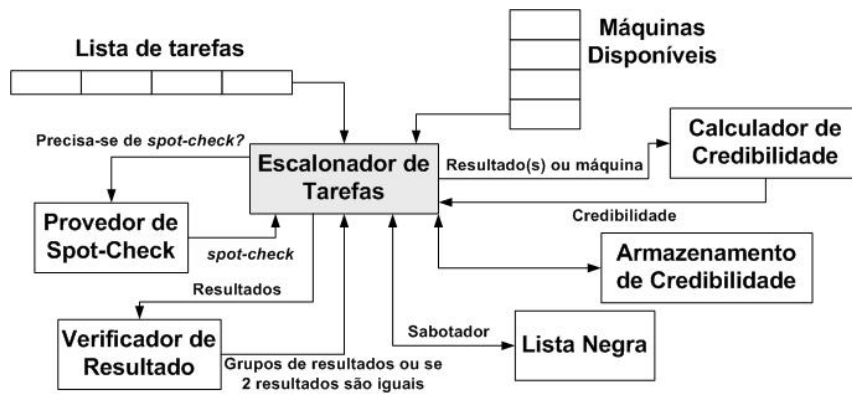 Lista de tarefas
Máquinas
Disponíveis
Precisa-se de spot-check?
Escalonador de
Tarefas
Resultado(s) ou máquina
Calculador de
Credibilidade
Credibilidade
Provedor de
Spot-Check
spot-check
Armazenamento
de Credibilidade
Resultados
Verificador de
Resultado
Grupos de resultados ou se
2 resultados são iguais
Sabotador
Lista Negra